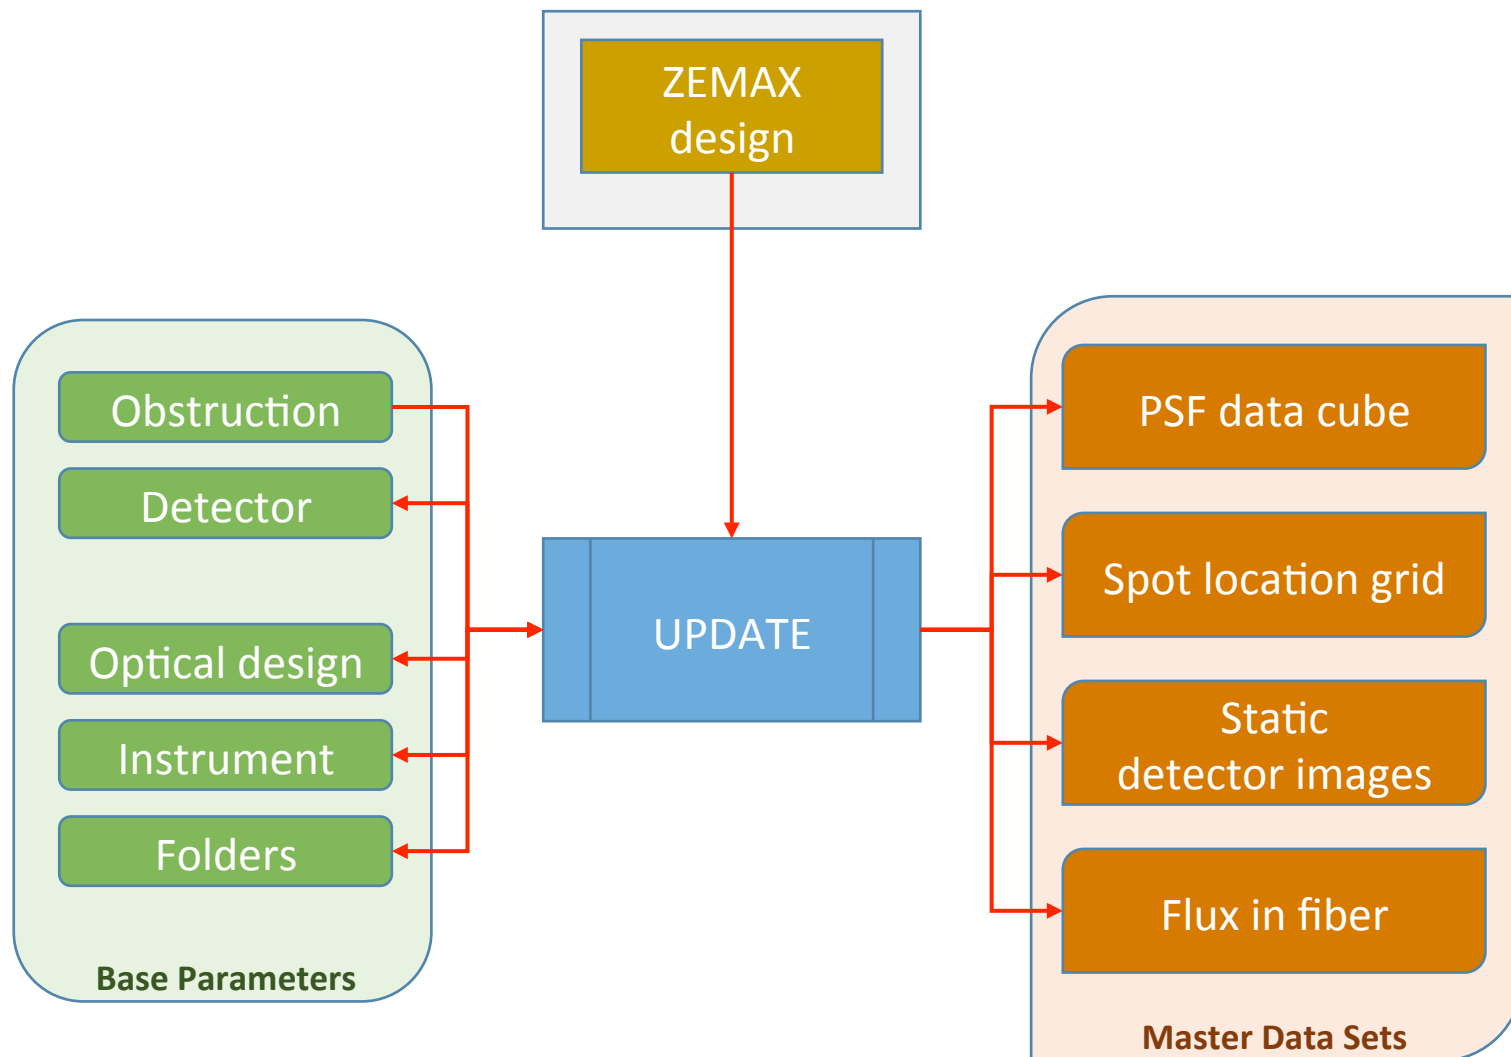 ZEMAX
design
Obstruction
Detector
Optical design
Instrument
Folders
Base Parameters
UPDATE
PSF data cube
Spot location grid
Static
detector images
Flux in fiber
Master Data Sets